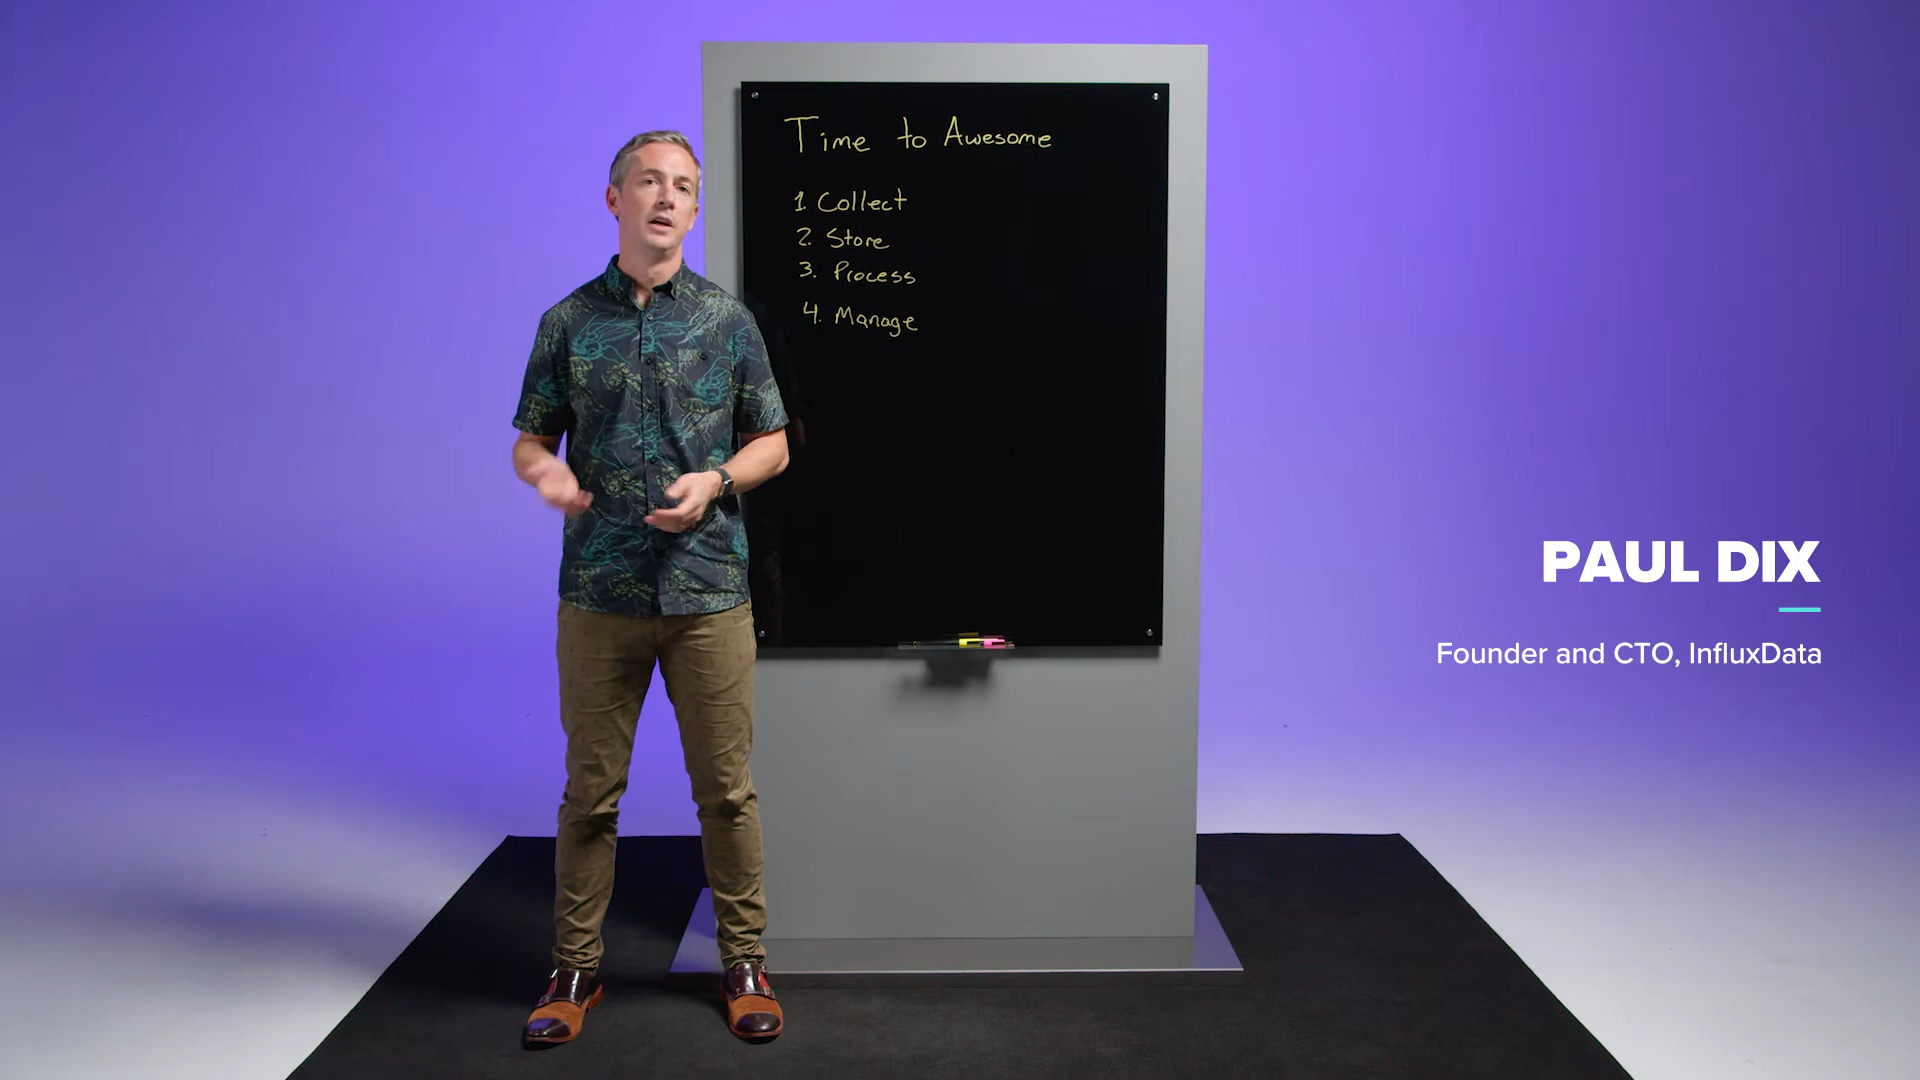 Time to Awesome
1. Collect
2. Store
3. Process
4. Manage
PAUL DIX
Founder and CTO, InfluxData